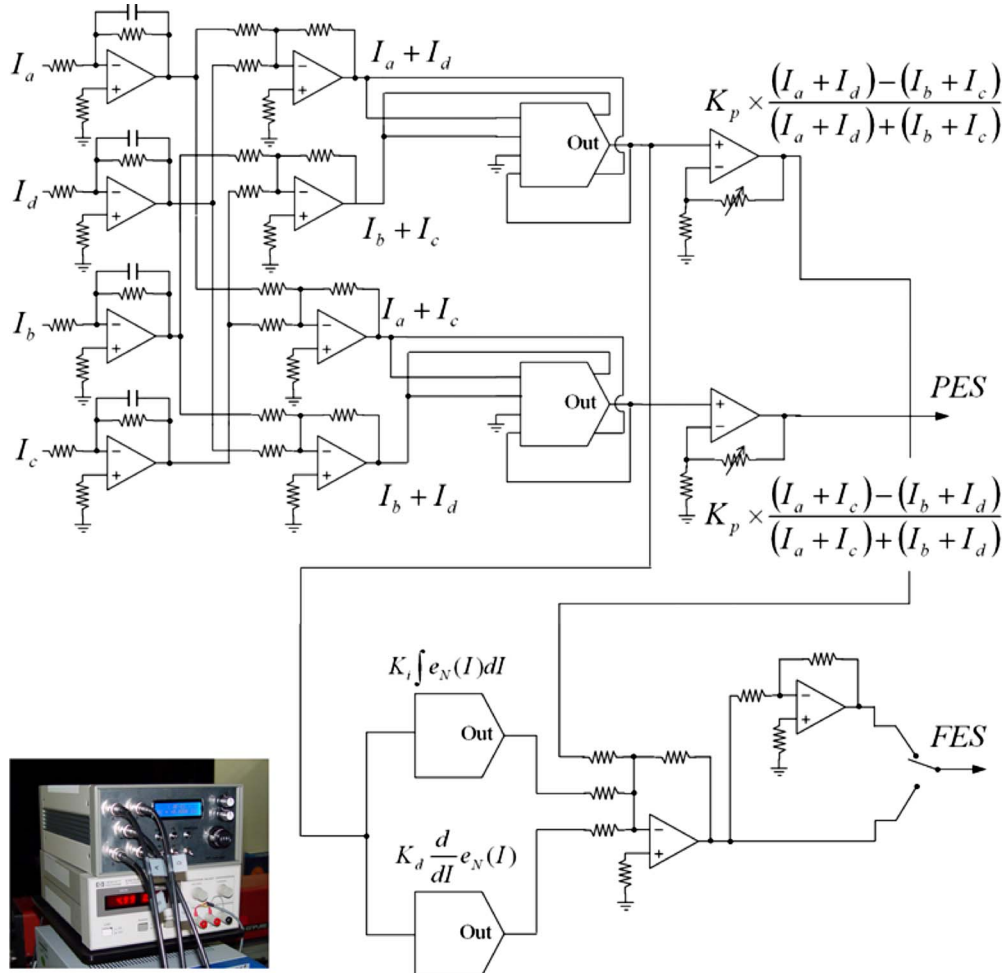 I_a
I_a + I_d
Out
K_p × ((I_a + I_d) − (I_b + I_c)) / ((I_a + I_d) + (I_b + I_c))
I_d
I_b + I_c
I_b
I_a + I_c
Out
PES
I_c
I_b + I_d
K_p × ((I_a + I_c) − (I_b + I_d)) / ((I_a + I_c) + (I_b + I_d))
K_i ∫ e_N(I)dI
Out
FES
K_d d/dI e_N(I)
Out